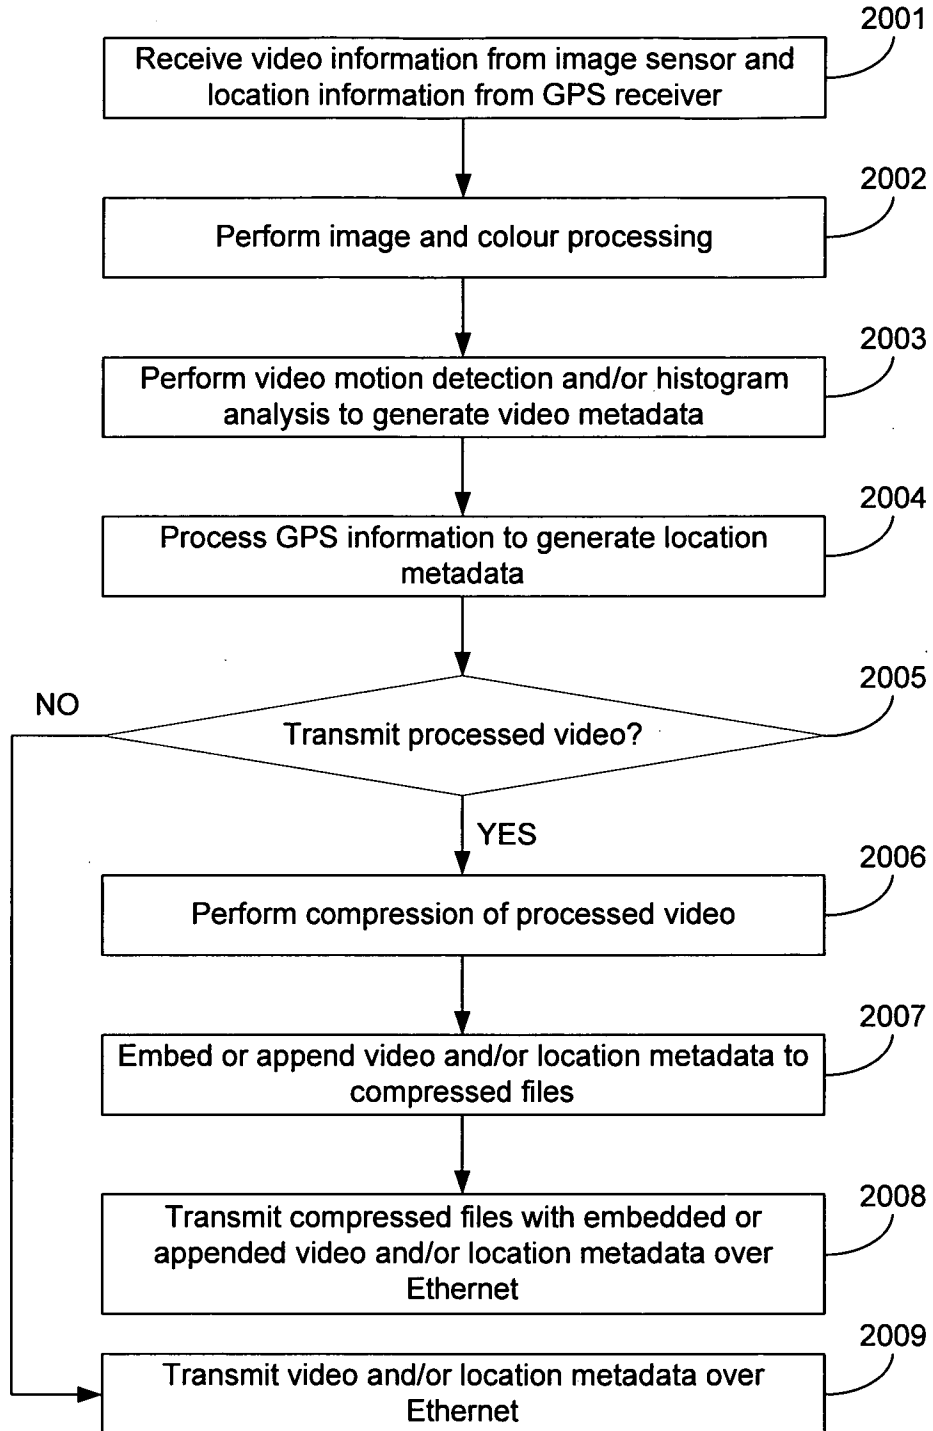 2001
Receive video information from image sensor and
location information from GPS receiver
2002
Perform image and colour processing
2003
Perform video motion detection and/or histogram
analysis to generate video metadata
2004
Process GPS information to generate location
metadata
2005
NO
Transmit processed video?
YES
2006
Perform compression of processed video
2007
Embed or append video and/or location metadata to
compressed files
2008
Transmit compressed files with embedded or
appended video and/or location metadata over
Ethernet
2009
Transmit video and/or location metadata over
Ethernet